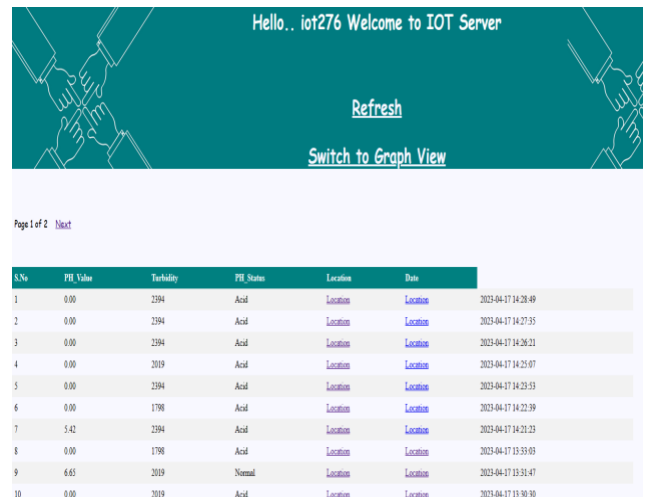 Hello.. iot276 Welcome to IOT Server
Refresh
Switch to Graph View
Page 1 of 2 Next
S.No PH_Value Turbidity PH_Status Location Date
1 0.00 2394 Acid Location Location 2023-04-17 14:28:49
2 0.00 2394 Acid Location Location 2023-04-17 14:27:35
3 0.00 2394 Acid Location Location 2023-04-17 14:26:21
4 0.00 2019 Acid Location Location 2023-04-17 14:25:07
5 0.00 2394 Acid Location Location 2023-04-17 14:23:53
6 0.00 1798 Acid Location Location 2023-04-17 14:22:39
7 5.42 2394 Acid Location Location 2023-04-17 14:21:23
8 0.00 1798 Acid Location Location 2023-04-17 13:33:03
9 6.65 2019 Normal Location Location 2023-04-17 13:31:47
10 0.00 2019 Acid Location Location 2023-04-17 13:30:30